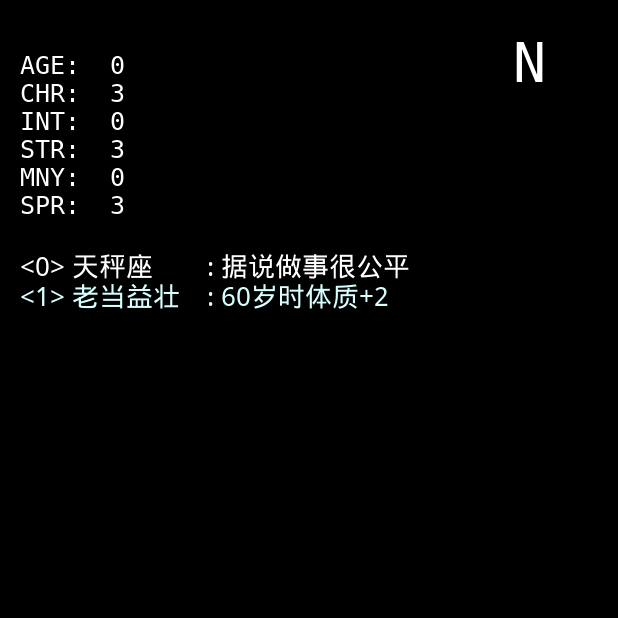 N
AGE: 0
CHR: 3
INT: 0
STR: 3
MNY: 0
SPR: 3
<0> 天秤座 : 据说做事很公平
<1> 老当益壮 : 60岁时体质+2